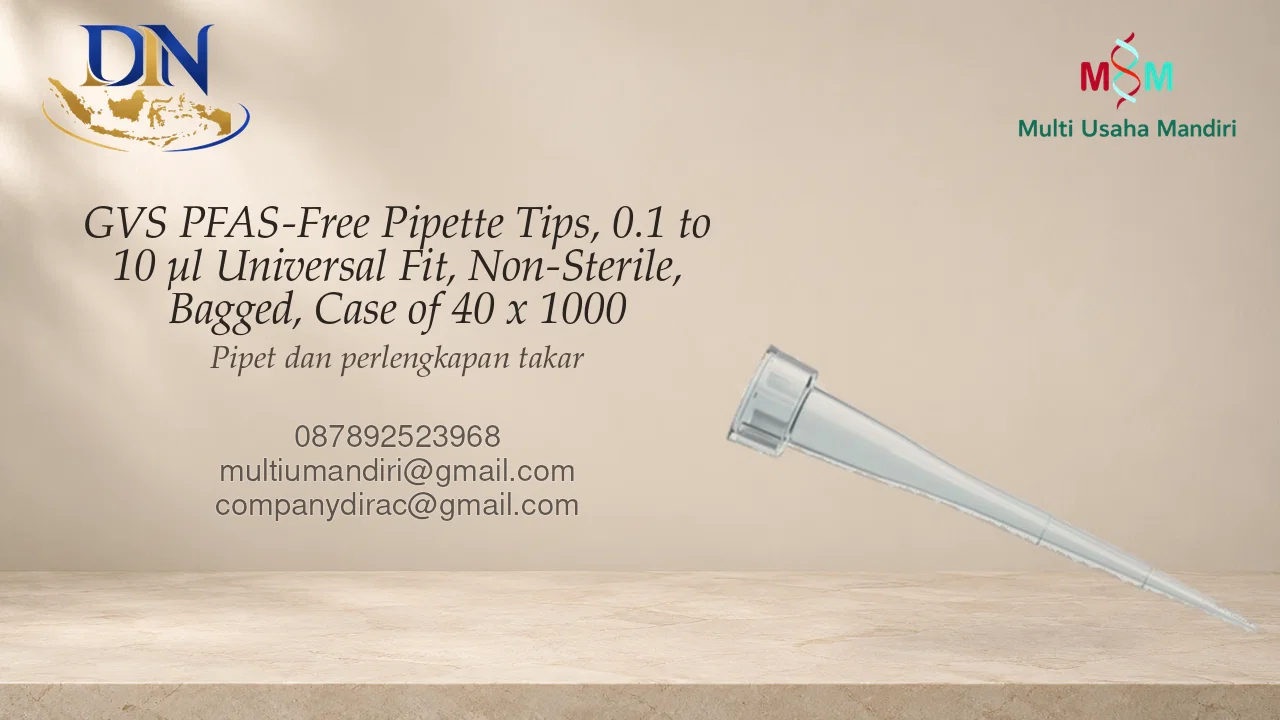 DIN
M M
Multi Usaha Mandiri
GVS PFAS-Free Pipette Tips, 0.1 to
10 µl Universal Fit, Non-Sterile,
Bagged, Case of 40 x 1000
Pipet dan perlengkapan takar
087892523968
multiumandiri@gmail.com
companydirac@gmail.com